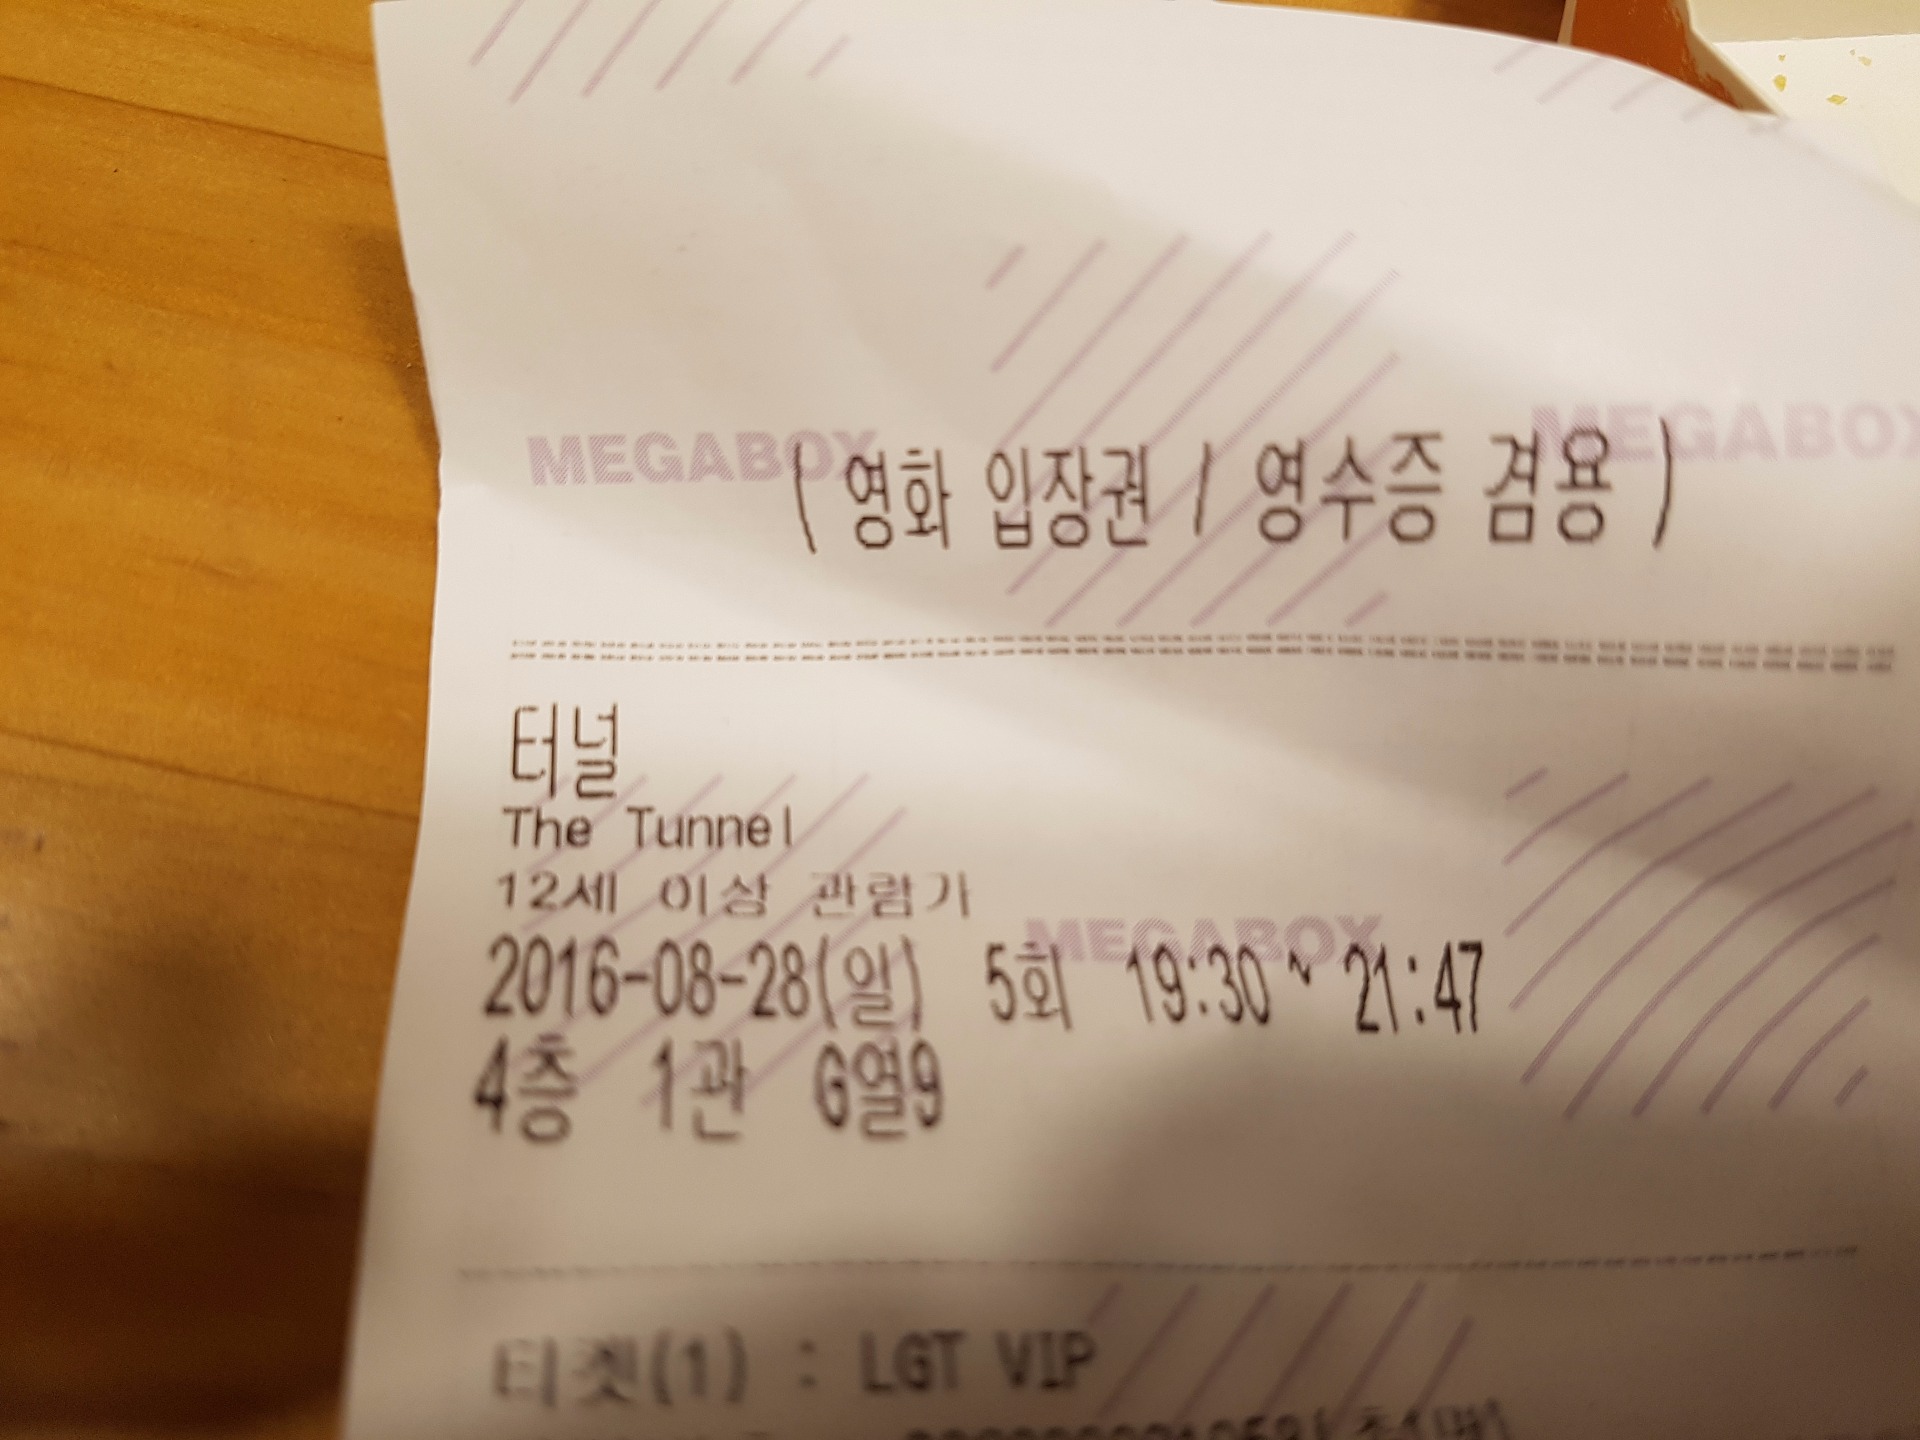 MEGABOX MEGABOX
( 영화 입장권 / 영수증 겸용 )
터널
The Tunnel
12세 이상 관람가
MEGABOX
2016-08-28(일) 5회 19:30 ~ 21:47
4층 1관 G열9
티켓(1) : LGT VIP